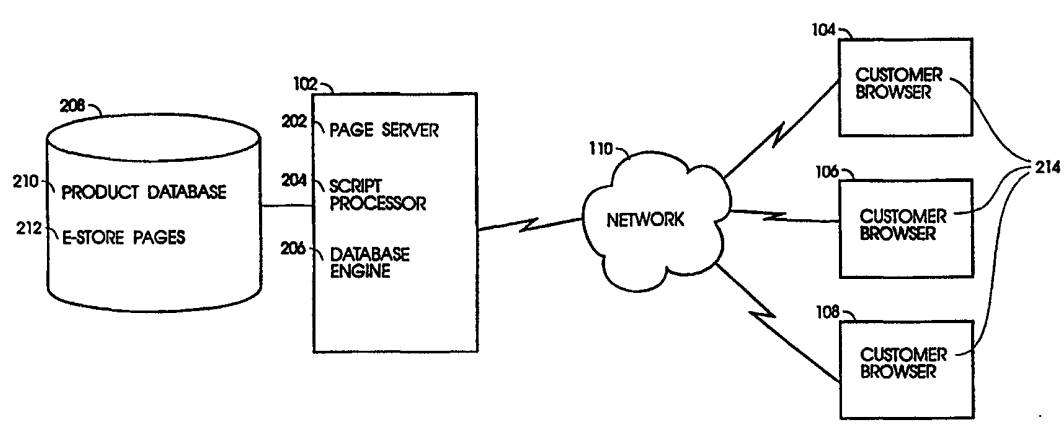 208
210 PRODUCT DATABASE
212 E-STORE PAGES
102
202 PAGE SERVER
204 SCRIPT
PROCESSOR
206 DATABASE
ENGINE
110
NETWORK
104
CUSTOMER
BROWSER
106
CUSTOMER
BROWSER
108
CUSTOMER
BROWSER
214